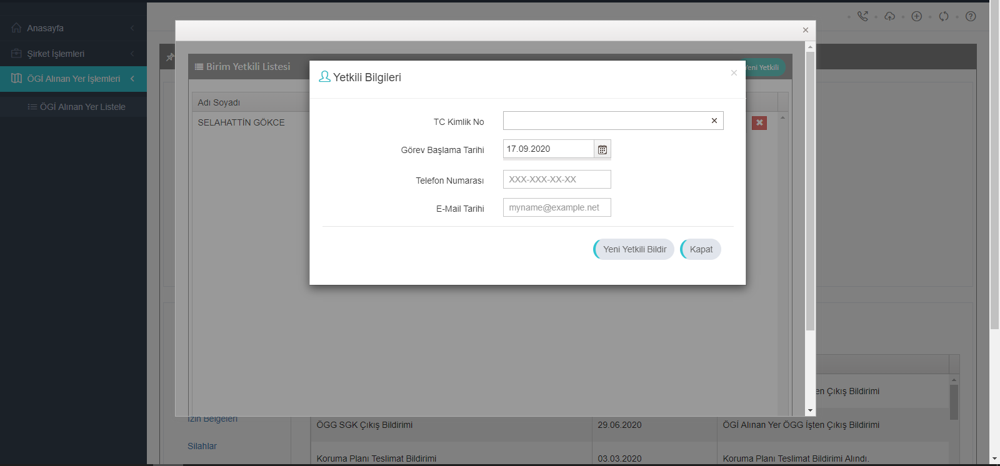 Anasayfa
Şirket İşlemleri
ÖGİ Alınan Yer İşlemleri
ÖGİ Alınan Yer Listele
Birim Yetkili Listesi
Yeni Yetkili
Adı Soyadı
SELAHATTİN GÖKCE
Yetkili Bilgileri
TC Kimlik No
Görev Başlama Tarihi
17.09.2020
Telefon Numarası
XXX-XXX-XX-XX
E-Mail Tarihi
myname@example.net
Yeni Yetkili Bildir
Kapat
Çıkış Bildirimi
İzin Belgeleri
ÖGG SGK Çıkış Bildirimi
29.06.2020
ÖGİ Alınan Yer ÖGG İşten Çıkış Bildirimi
Silahlar
Koruma Planı Teslimat Bildirimi
03.03.2020
Koruma Planı Teslimat Bildirimi Alındı.